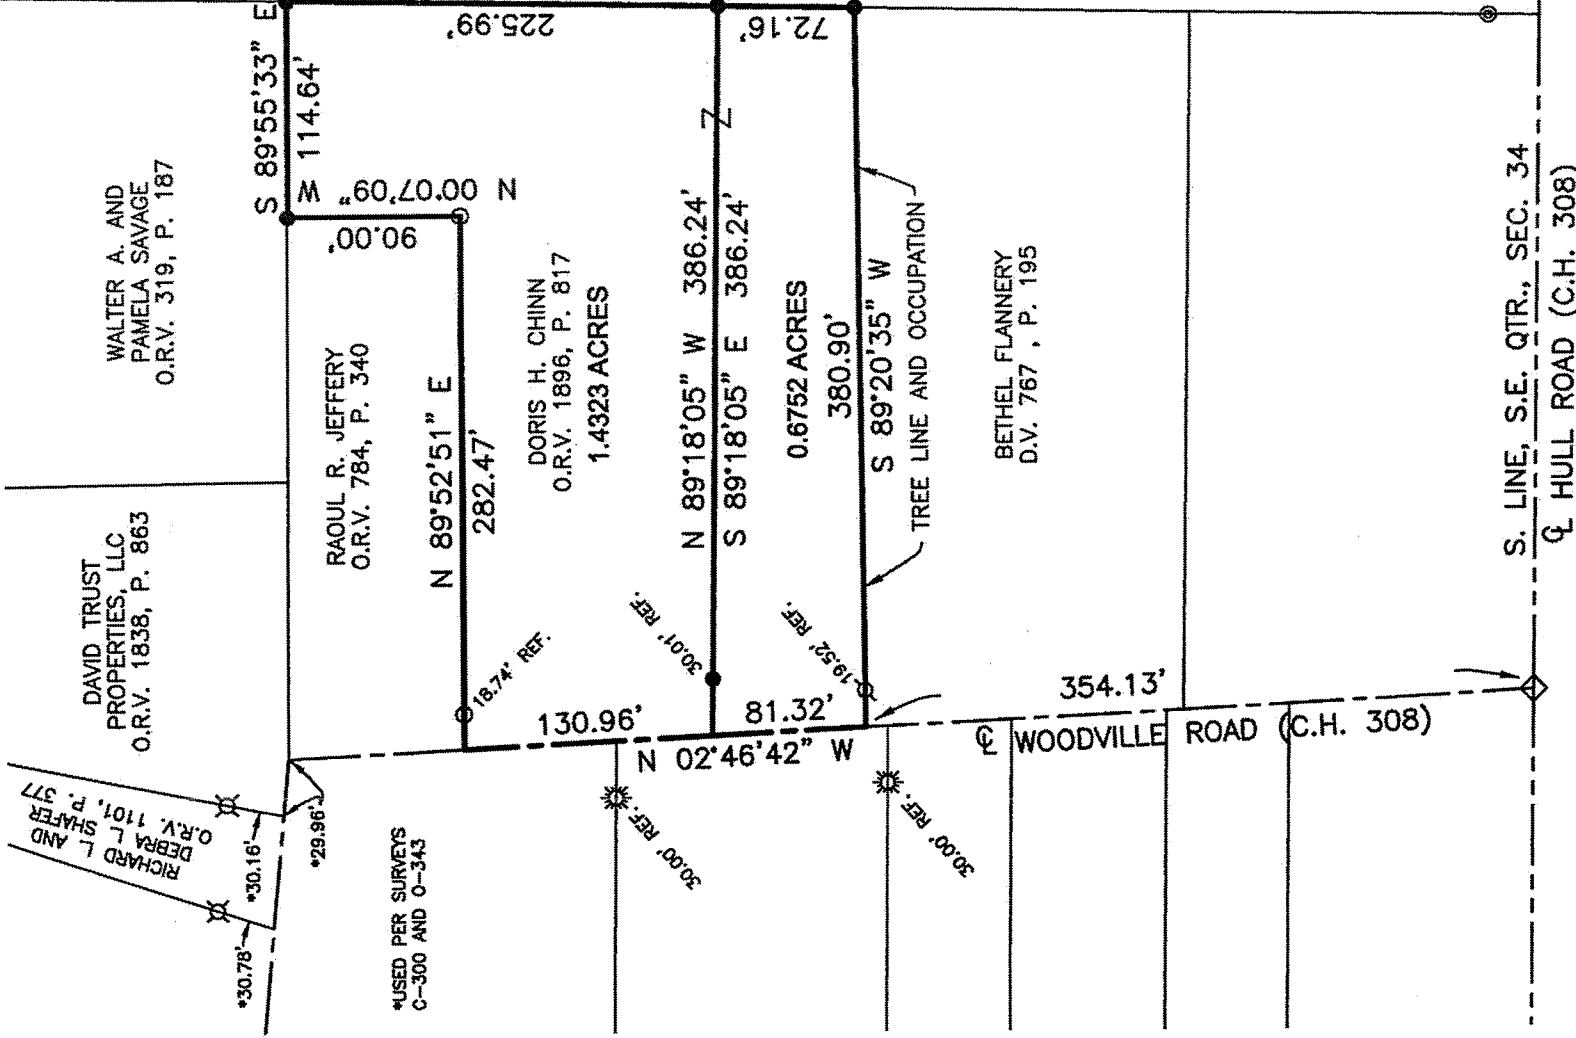 WALTER A. AND
PAMELA SAVAGE
O.R.V. 319, P. 187
S 89°55'33" E
114.64'
225.99'
72.16'
N 00°07'09" W
90.00'
DAVID TRUST
PROPERTIES, LLC
O.R.V. 1838, P. 863
RAOUL R. JEFFERY
O.R.V. 784, P. 340
N 89°52'51" E
282.47'
DORIS H. CHINN
O.R.V. 1896, P. 817
1.4323 ACRES
N 89°18'05" W 386.24'
S 89°18'05" E 386.24'
0.6752 ACRES
380.90'
S 89°20'35" W
TREE LINE AND OCCUPATION
BETHEL FLANNERY
D.V. 767 , P. 195
S. LINE, S.E. QTR., SEC. 34
℄ HULL ROAD (C.H. 308)
18.74' REF.
30.01' REF.
19.52' REF.
130.96'
81.32'
354.13'
N 02°46'42" W
℄ WOODVILLE ROAD (C.H. 308)
RICHARD L. AND
DEBRA L. SHAFER
O.R.V. 1101, P. 377
*30.16'
*29.96'
*30.78'
*USED PER SURVEYS
C-300 AND O-343
30.00' REF.
30.00' REF.